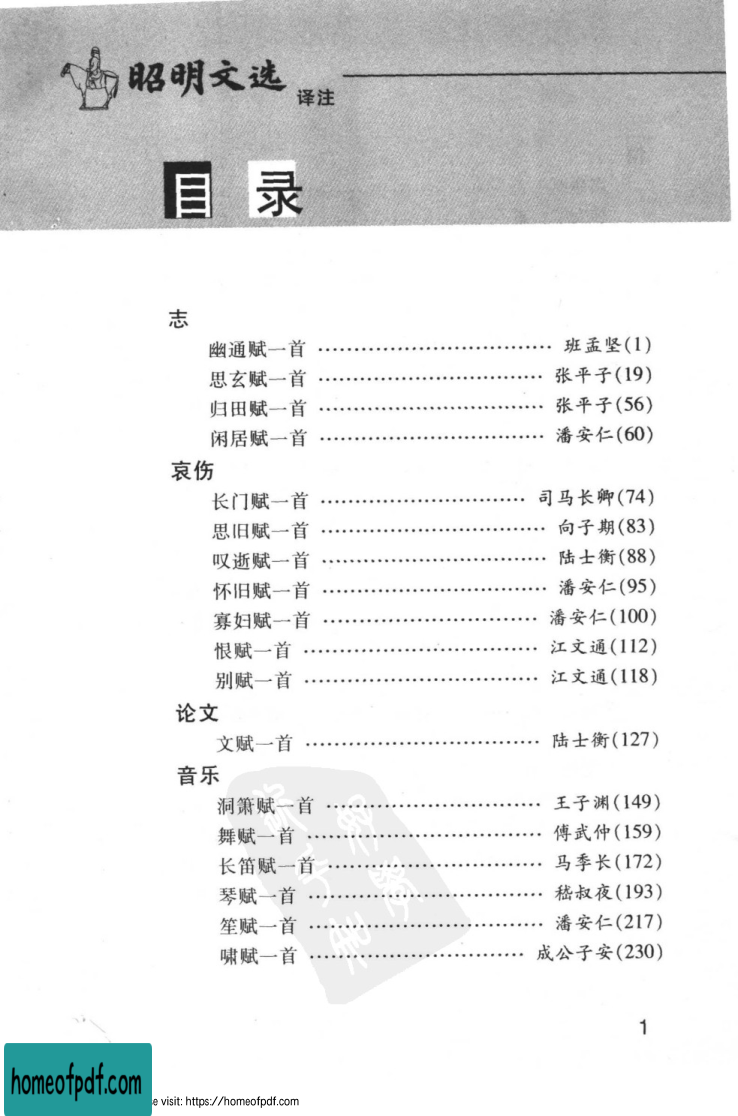 昭明文选
译注
目录
志
幽通赋一首 ································ 班孟坚(1)
思玄赋一首 ······························ 张平子(19)
归田赋一首 ······························ 张平子(56)
闲居赋一首 ······························ 潘安仁(60)
哀伤
长门赋一首 ··························· 司马长卿(74)
思旧赋一首 ······························ 向子期(83)
叹逝赋一首 ······························ 陆士衡(88)
怀旧赋一首 ······························ 潘安仁(95)
寡妇赋一首 ····························· 潘安仁(100)
恨赋一首 ······························· 江文通(112)
别赋一首 ······························· 江文通(118)
论文
文赋一首 ······························· 陆士衡(127)
音乐
洞箫赋一首 ····························· 王子渊(149)
舞赋一首 ······························· 傅武仲(159)
长笛赋一首 ····························· 马季长(172)
琴赋一首 ······························· 嵇叔夜(193)
笙赋一首 ······························· 潘安仁(217)
啸赋一首 ····························· 成公子安(230)
1
homeofpdf.com
e visit: https://homeofpdf.com